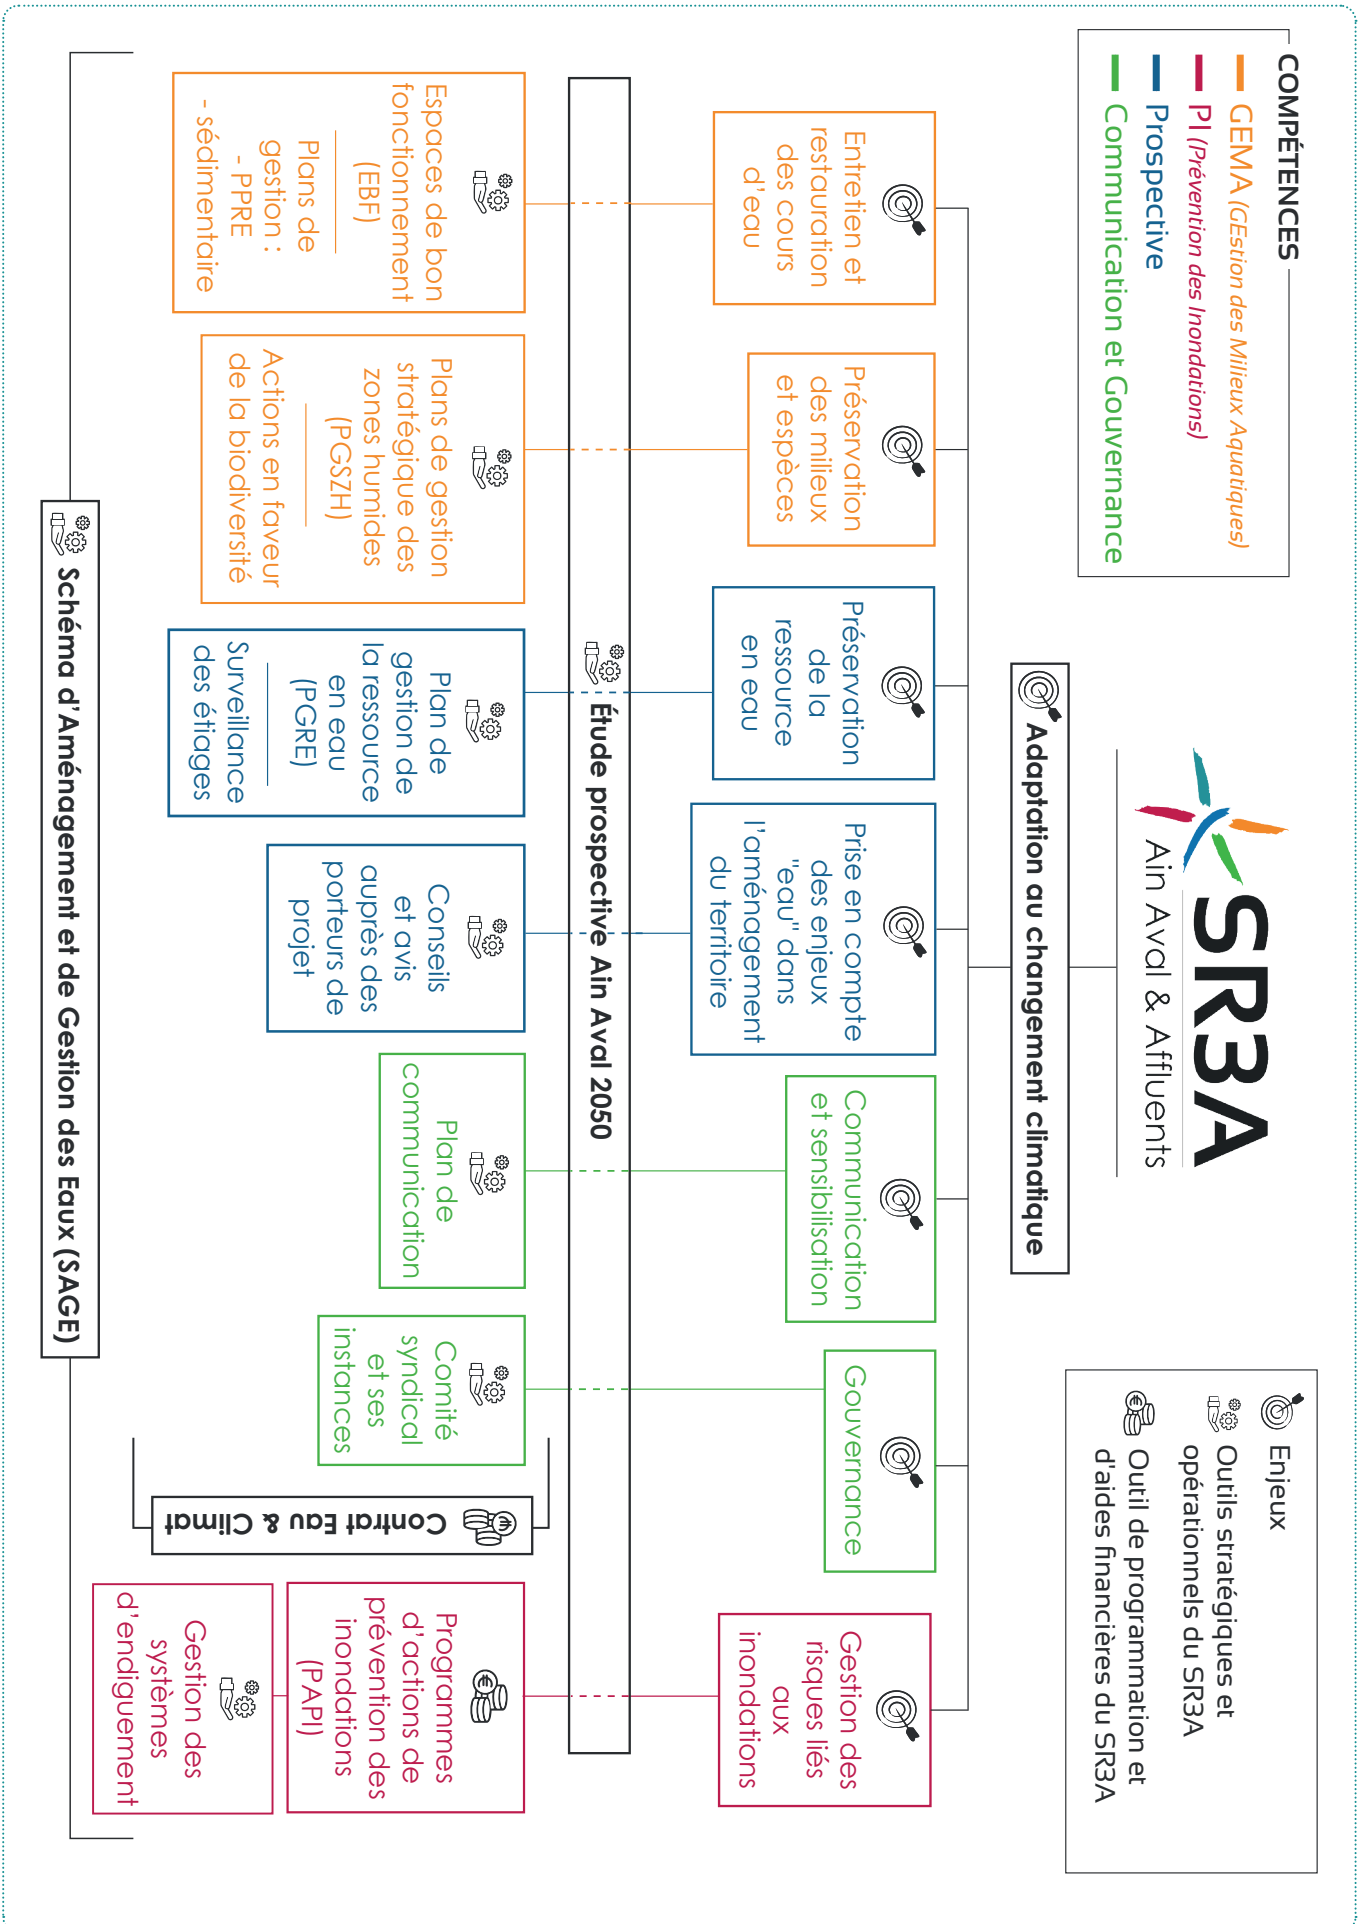 COMPÉTENCES
GEMA (GEstion des Milieux Aquatiques)
PI (Prévention des Inondations)
Prospective
Communication et Gouvernance
SR3A
Ain Aval & Affluents
Enjeux
Outils stratégiques et
opérationnels du SR3A
Outil de programmation et
d'aides financières du SR3A
Adaptation au changement climatique
Entretien et
restauration
des cours
d'eau
Préservation
des milieux
et espèces
Préservation
de la
ressource
en eau
Prise en compte
des enjeux
"eau" dans
l'aménagement
du territoire
Communication
et sensibilisation
Gouvernance
Gestion des
risques liés
aux
inondations
Étude prospective Ain Aval 2050
Espaces de bon
fonctionnement
(EBF)
Plans de
gestion :
- PPRE
- sédimentaire
Plans de gestion
stratégique des
zones humides
(PGSZH)
Actions en faveur
de la biodiversité
Plan de
gestion de
la ressource
en eau
(PGRE)
Surveillance
des étiages
Conseils
et avis
auprès des
porteurs de
projet
Plan de
communication
Comité
syndical
et ses
instances
Contrat Eau & Climat
Programmes
d'actions de
prévention des
inondations
(PAPI)
Gestion des
systèmes
d'endiguement
Schéma d'Aménagement et de Gestion des Eaux (SAGE)